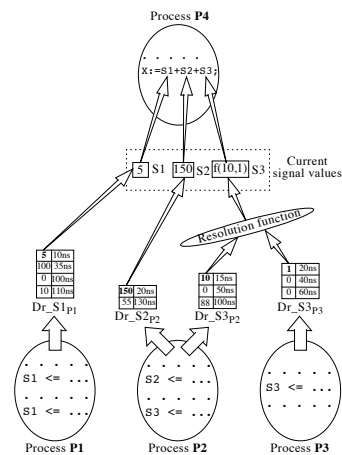 Process P4
. . . . .
X:=S1+S2+S3;
5 S1 150 S2 f(10,1) S3
Current
signal values
Resolution function
5 10ns
100 35ns
0 100ns
10 110ns
Dr_S1P1
150 20ns
55 130ns
Dr_S2P2
10 15ns
0 50ns
88 100ns
Dr_S3P2
1 20ns
0 40ns
0 60ns
Dr_S3P3
. . . . .
S1 <= ...
. . . . .
S1 <= ...
Process P1
. . . . .
S2 <= ...
. . . . .
S3 <= ...
Process P2
. . . . .
S3 <= ...
. . . . .
Process P3